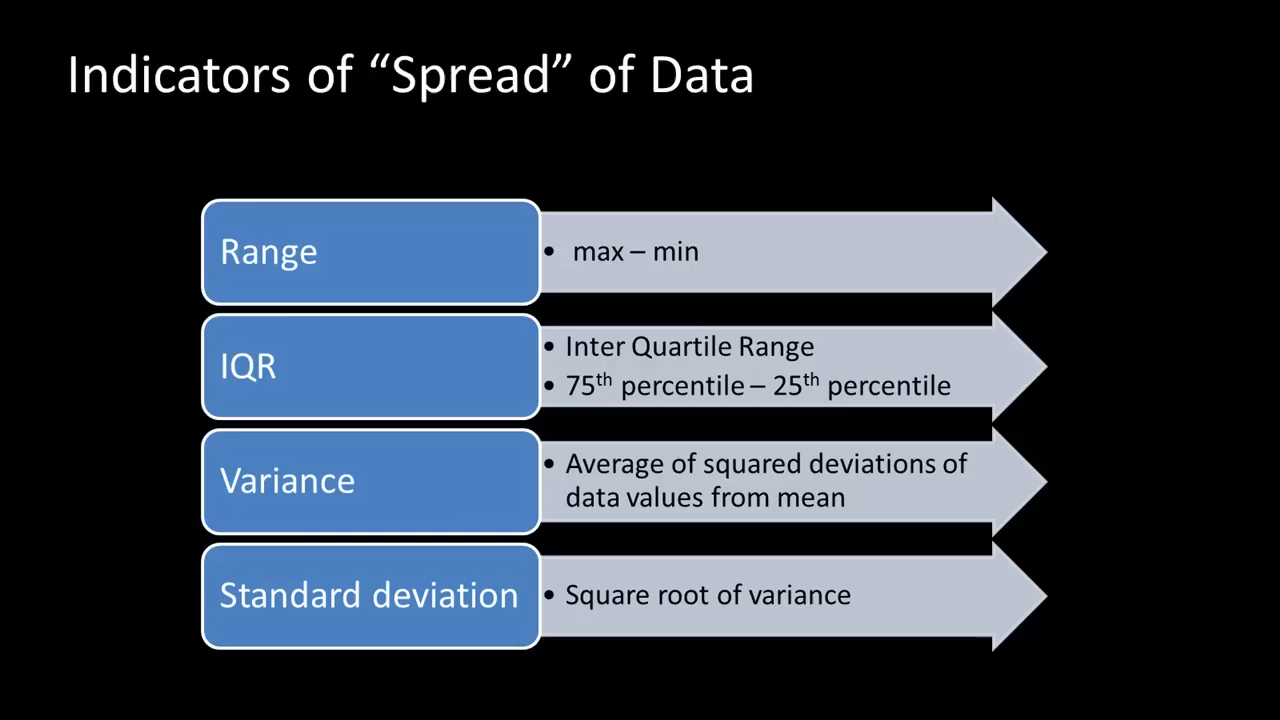 Indicators of “Spread” of Data
Range
• max – min
IQR
• Inter Quartile Range
• 75th percentile – 25th percentile
Variance
• Average of squared deviations of
data values from mean
Standard deviation
• Square root of variance